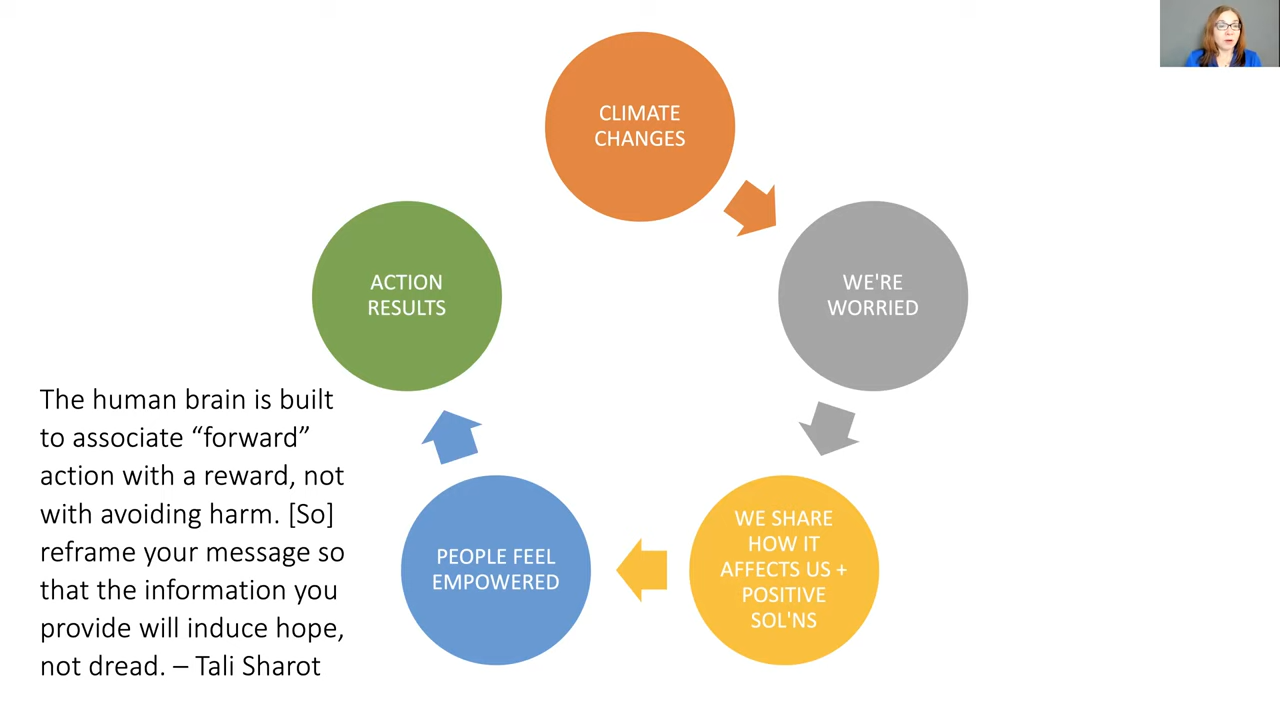 CLIMATE
CHANGES
ACTION
RESULTS
WE'RE
WORRIED
The human brain is built
to associate “forward”
action with a reward, not
with avoiding harm. [So]
reframe your message so
that the information you
provide will induce hope,
not dread. – Tali Sharot
PEOPLE FEEL
EMPOWERED
WE SHARE
HOW IT
AFFECTS US +
POSITIVE
SOL'NS